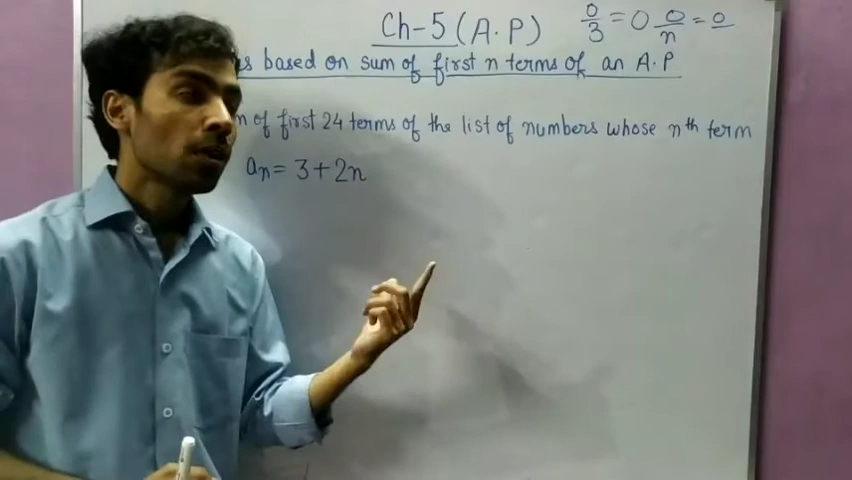 Ch-5 (A.P)
0/3 = 0 0/n = 0
based on sum of first n terms of an A.P
of first 24 terms of the list of numbers whose nth term
an = 3+2n